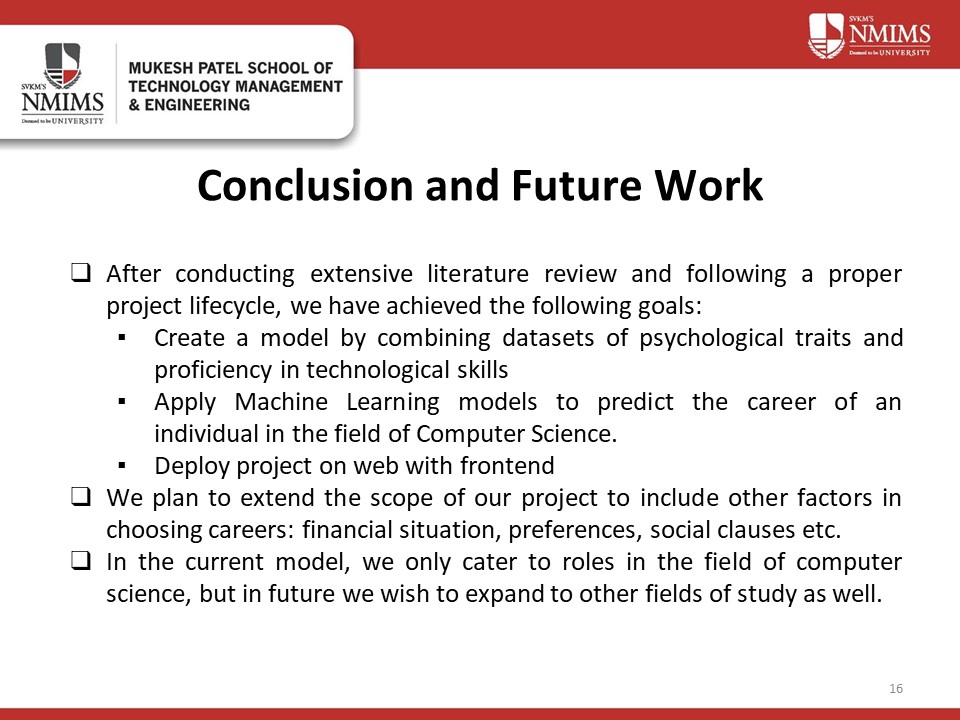 SVKM'S
NMIMS
Deemed to be UNIVERSITY
SVKM'S
NMIMS
Deemed to be UNIVERSITY
MUKESH PATEL SCHOOL OF
TECHNOLOGY MANAGEMENT
& ENGINEERING
Conclusion and Future Work
❑ After conducting extensive literature review and following a proper
project lifecycle, we have achieved the following goals:
▪ Create a model by combining datasets of psychological traits and
proficiency in technological skills
▪ Apply Machine Learning models to predict the career of an
individual in the field of Computer Science.
▪ Deploy project on web with frontend
❑ We plan to extend the scope of our project to include other factors in
choosing careers: financial situation, preferences, social clauses etc.
❑ In the current model, we only cater to roles in the field of computer
science, but in future we wish to expand to other fields of study as well.
16